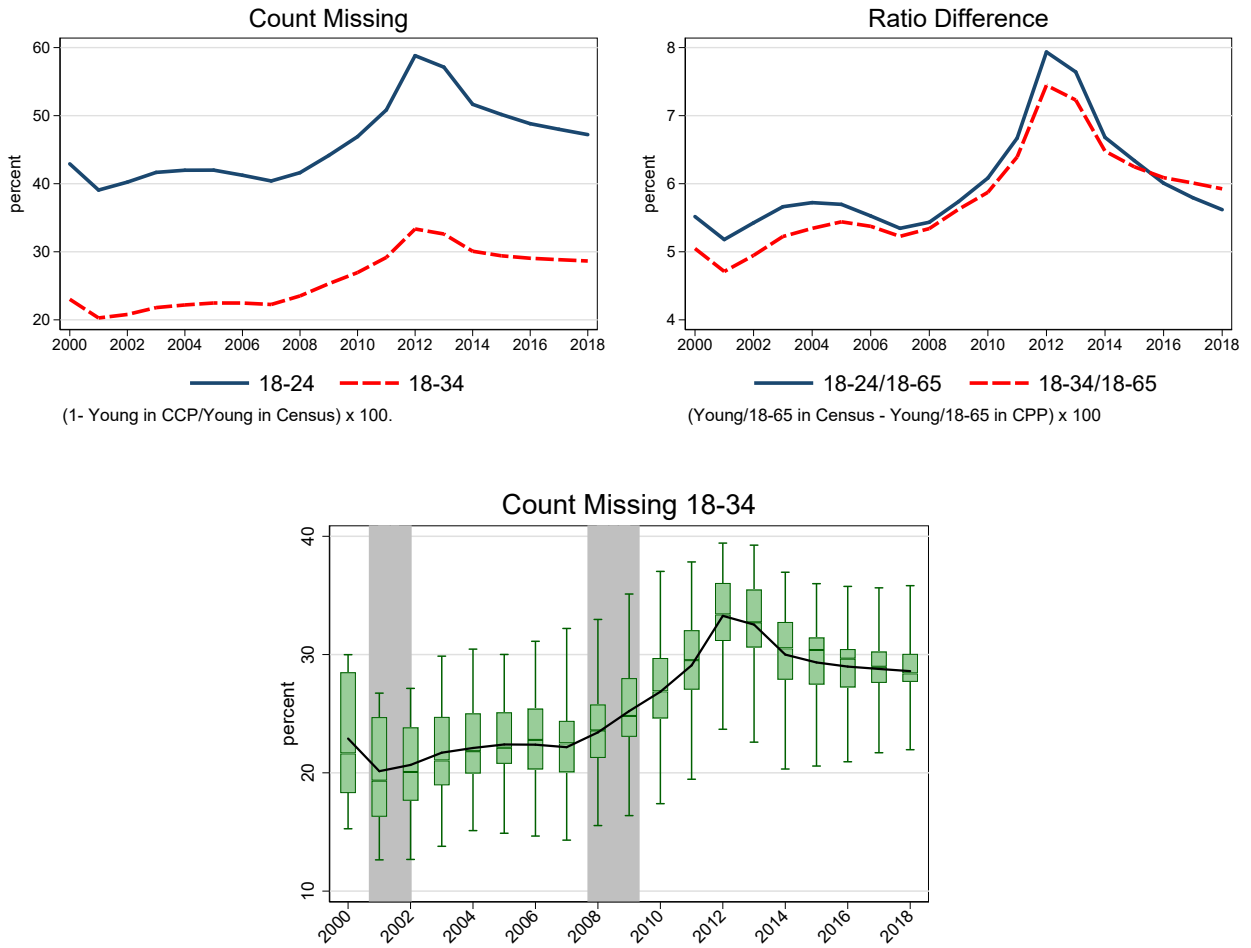 Count Missing
60
50
40
30
20
percent
2000 2002 2004 2006 2008 2010 2012 2014 2016 2018
18-24 18-34
(1- Young in CCP/Young in Census) x 100.
Ratio Difference
8
7
6
5
4
percent
2000 2002 2004 2006 2008 2010 2012 2014 2016 2018
18-24/18-65 18-34/18-65
(Young/18-65 in Census - Young/18-65 in CPP) x 100
Count Missing 18-34
40
30
20
10
percent
2000 2002 2004 2006 2008 2010 2012 2014 2016 2018